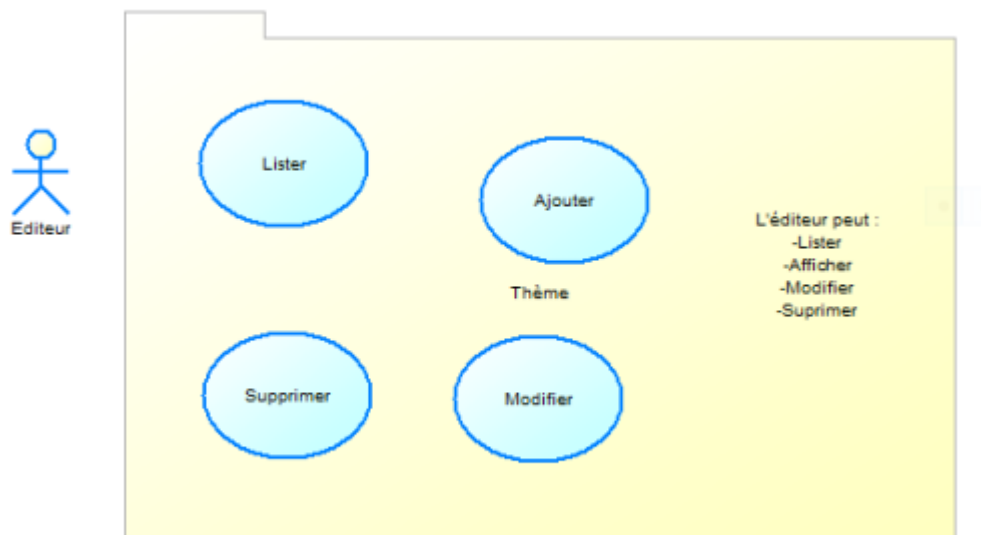 Editeur
Lister
Ajouter
Thème
Supprimer
Modifier
L'éditeur peut :
-Lister
-Afficher
-Modifier
-Suprimer